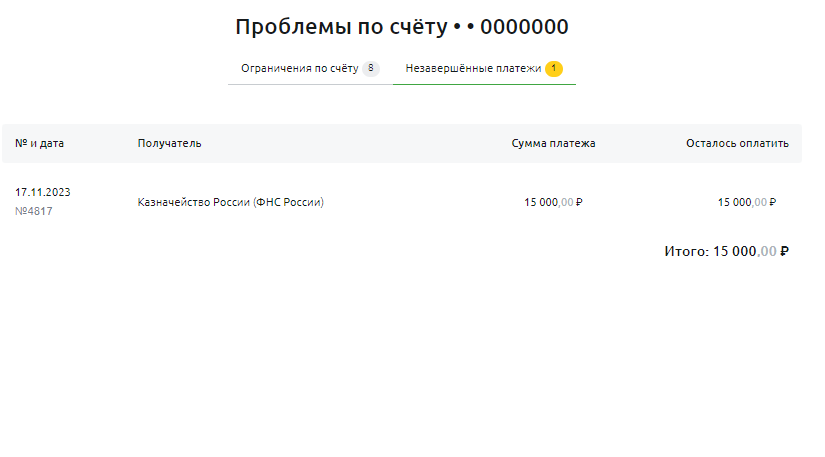 Проблемы по счёту • • 0000000
Ограничения по счёту 8 Незавершённые платежи 1
№ и дата Получатель Сумма платежа Осталось оплатить
17.11.2023
№4817
Казначейство России (ФНС России) 15 000,00 ₽ 15 000,00 ₽
Итого: 15 000,00 ₽